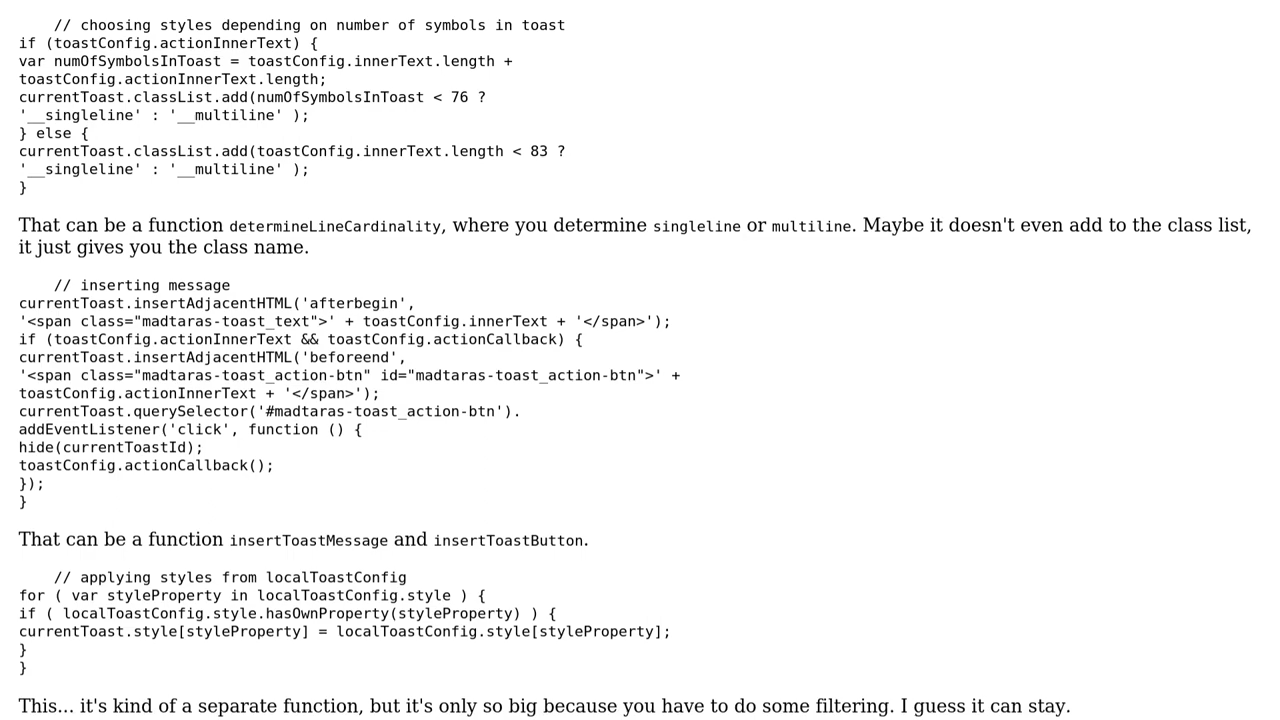 // choosing styles depending on number of symbols in toast
if (toastConfig.actionInnerText) {
var numOfSymbolsInToast = toastConfig.innerText.length +
toastConfig.actionInnerText.length;
currentToast.classList.add(numOfSymbolsInToast < 76 ?
'__singleline' : '__multiline' );
} else {
currentToast.classList.add(toastConfig.innerText.length < 83 ?
'__singleline' : '__multiline' );
}
That can be a function determineLineCardinality, where you determine singleline or multiline. Maybe it doesn't even add to the class list,
it just gives you the class name.
// inserting message
currentToast.insertAdjacentHTML('afterbegin',
'<span class="madtaras-toast_text">' + toastConfig.innerText + '</span>');
if (toastConfig.actionInnerText && toastConfig.actionCallback) {
currentToast.insertAdjacentHTML('beforeend',
'<span class="madtaras-toast_action-btn" id="madtaras-toast_action-btn">' +
toastConfig.actionInnerText + '</span>');
currentToast.querySelector('#madtaras-toast_action-btn').
addEventListener('click', function () {
hide(currentToastId);
toastConfig.actionCallback();
});
}
That can be a function insertToastMessage and insertToastButton.
// applying styles from localToastConfig
for ( var styleProperty in localToastConfig.style ) {
if ( localToastConfig.style.hasOwnProperty(styleProperty) ) {
currentToast.style[styleProperty] = localToastConfig.style[styleProperty];
}
}
This... it's kind of a separate function, but it's only so big because you have to do some filtering. I guess it can stay.